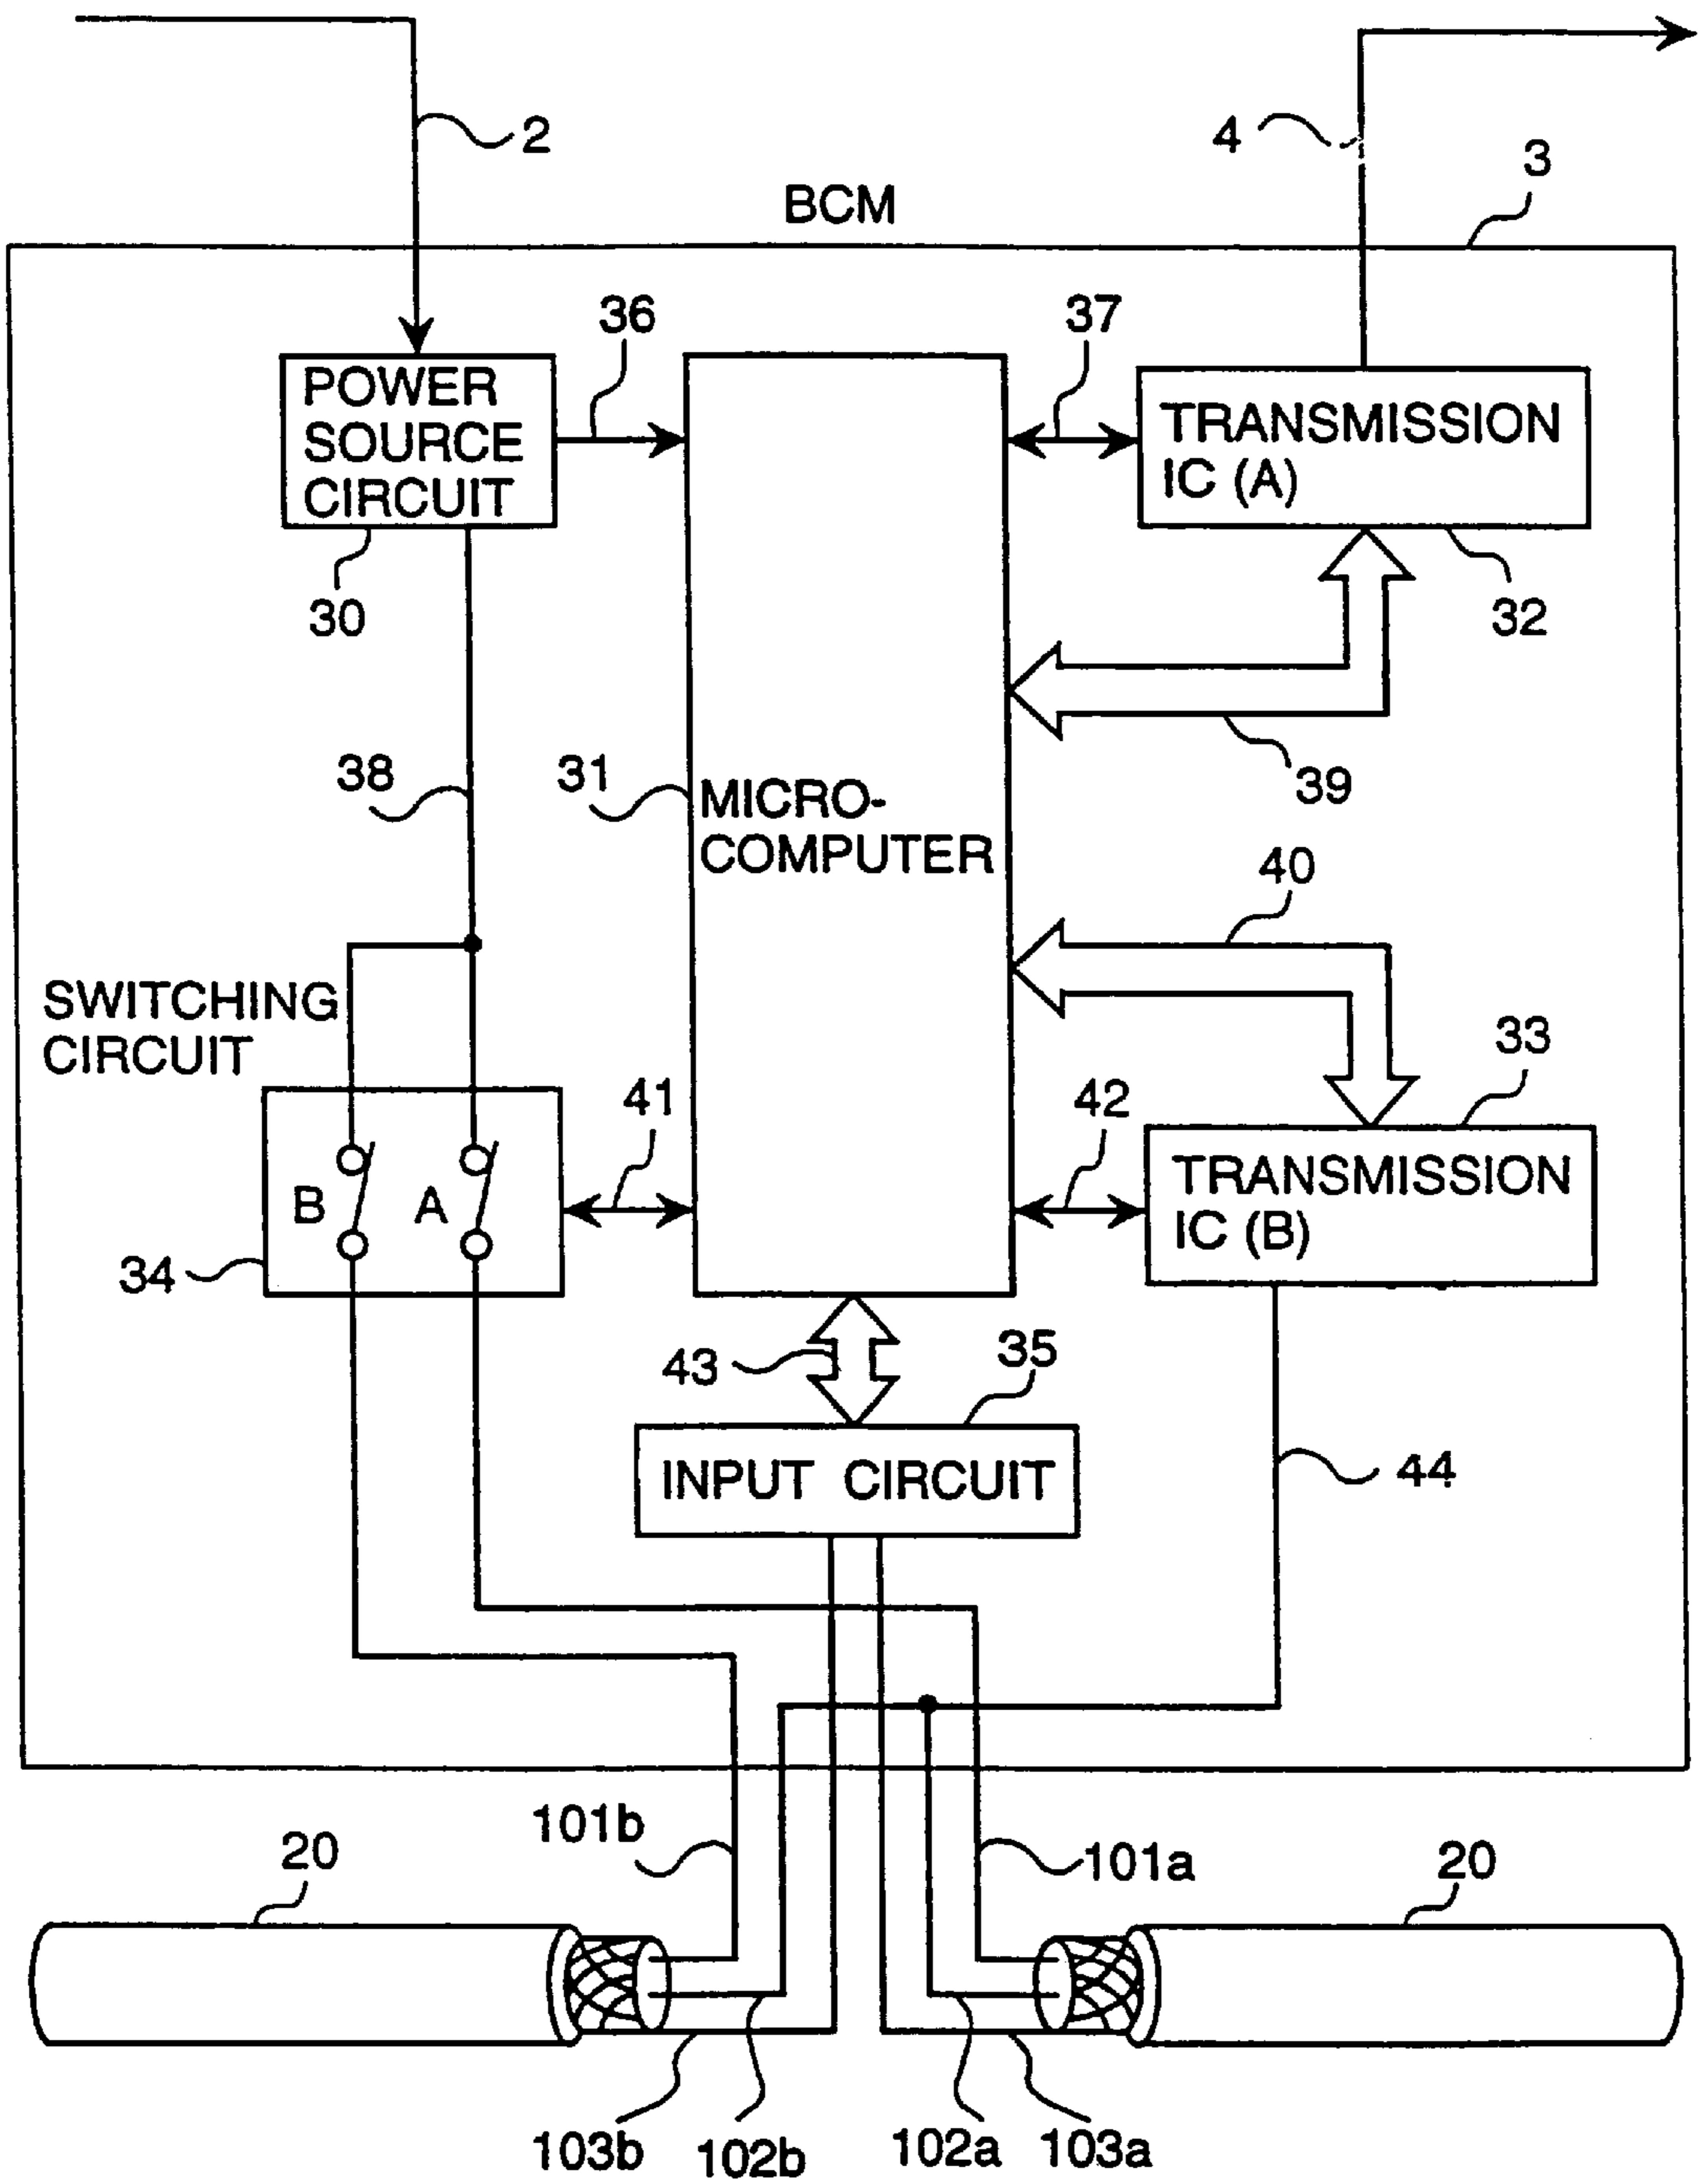 2
4
3
BCM
36
37
POWER
SOURCE
CIRCUIT
TRANSMISSION
IC (A)
30
32
38
31
MICRO-
COMPUTER
39
40
SWITCHING
CIRCUIT
33
41
42
B
A
TRANSMISSION
IC (B)
34
43
35
INPUT CIRCUIT
44
101b
101a
20
20
103b
102b
102a
103a